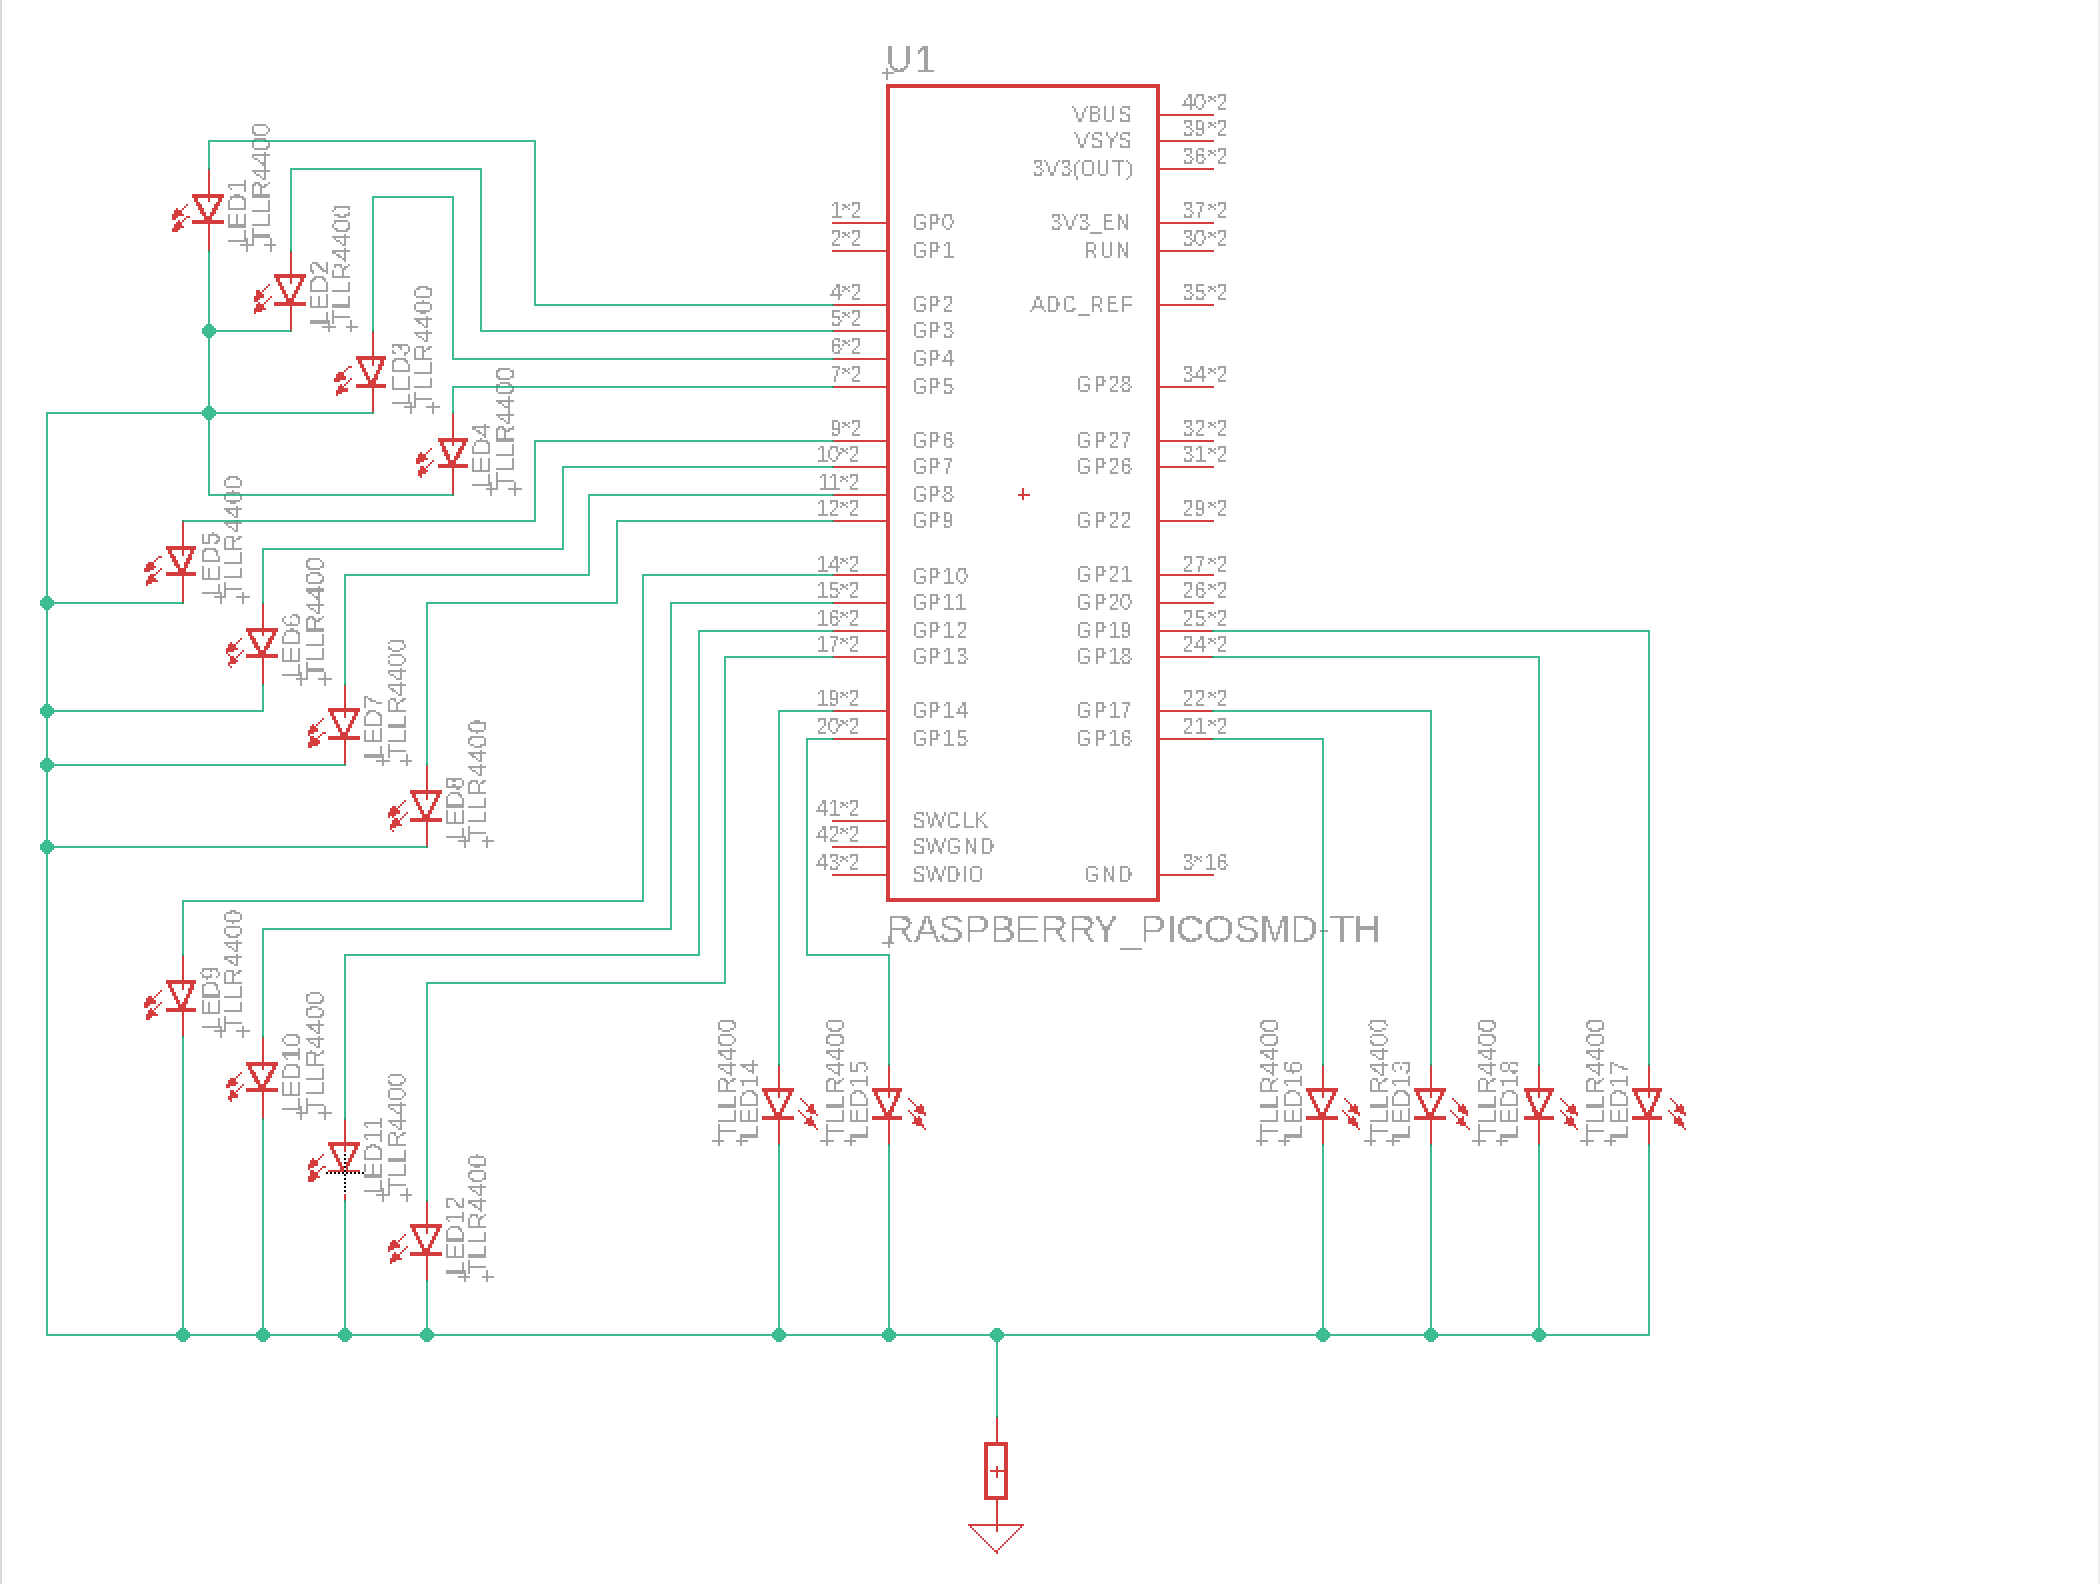 U1
VBUS 40*2
VSYS 39*2
3V3(OUT) 36*2
1*2 GP0 3V3_EN 37*2
2*2 GP1 RUN 30*2
4*2 GP2 ADC_REF 35*2
5*2 GP3
6*2 GP4
7*2 GP5 GP28 34*2
9*2 GP6 GP27 32*2
10*2 GP7 GP26 31*2
11*2 GP8
12*2 GP9 GP22 29*2
14*2 GP10 GP21 27*2
15*2 GP11 GP20 26*2
16*2 GP12 GP19 25*2
17*2 GP13 GP18 24*2
19*2 GP14 GP17 22*2
20*2 GP15 GP16 21*2
41*2 SWCLK
42*2 SWGND
43*2 SWDIO GND 3*16
RASPBERRY_PICOSMD-TH
LED1
TLLR4400
LED2
TLLR4400
LED3
TLLR4400
LED4
TLLR4400
LED5
TLLR4400
LED6
TLLR4400
LED7
TLLR4400
LED8
TLLR4400
LED9
TLLR4400
LED10
TLLR4400
LED11
TLLR4400
LED12
TLLR4400
TLLR4400
LED14
TLLR4400
LED15
TLLR4400
LED16
TLLR4400
LED13
TLLR4400
LED18
TLLR4400
LED17